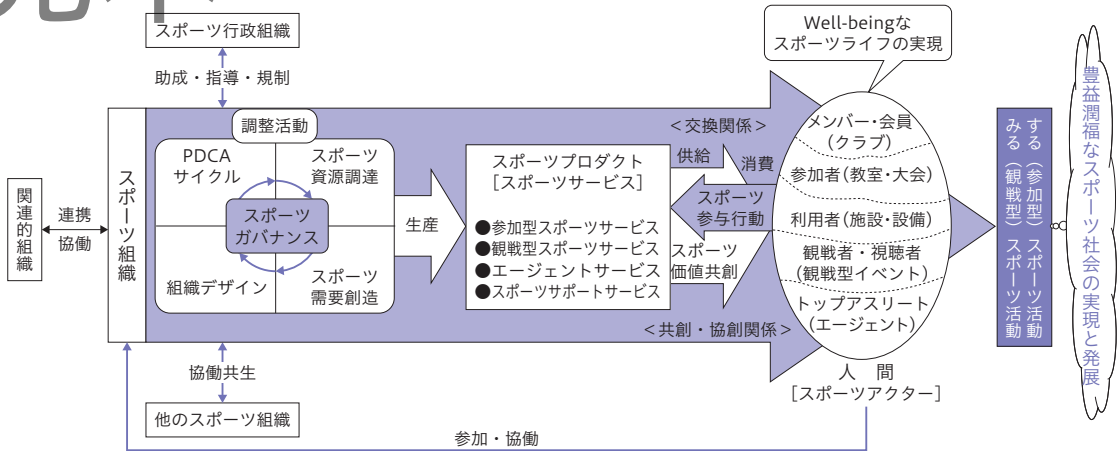 スポーツ行政組織
助成・指導・規制
Well-beingな
スポーツライフの実現
関連的組織
連携
協働
スポーツ組織
調整活動
PDCA
サイクル
スポーツ
資源調達
スポーツ
ガバナンス
組織デザイン
スポーツ
需要創造
生産
スポーツプロダクト
[スポーツサービス]
●参加型スポーツサービス
●観戦型スポーツサービス
●エージェントサービス
●スポーツサポートサービス
<交換関係>
供給
消費
スポーツ
参与行動
スポーツ
価値共創
<共創・協創関係>
メンバー・会員
(クラブ)
参加者(教室・大会)
利用者(施設・設備)
観戦者・視聴者
(観戦型イベント)
トップアスリート
(エージェント)
人 間
[スポーツアクター]
する(参加型)スポーツ活動
みる(観戦型)スポーツ活動
豊益潤福なスポーツ社会の実現と発展
協働共生
他のスポーツ組織
参加・協働